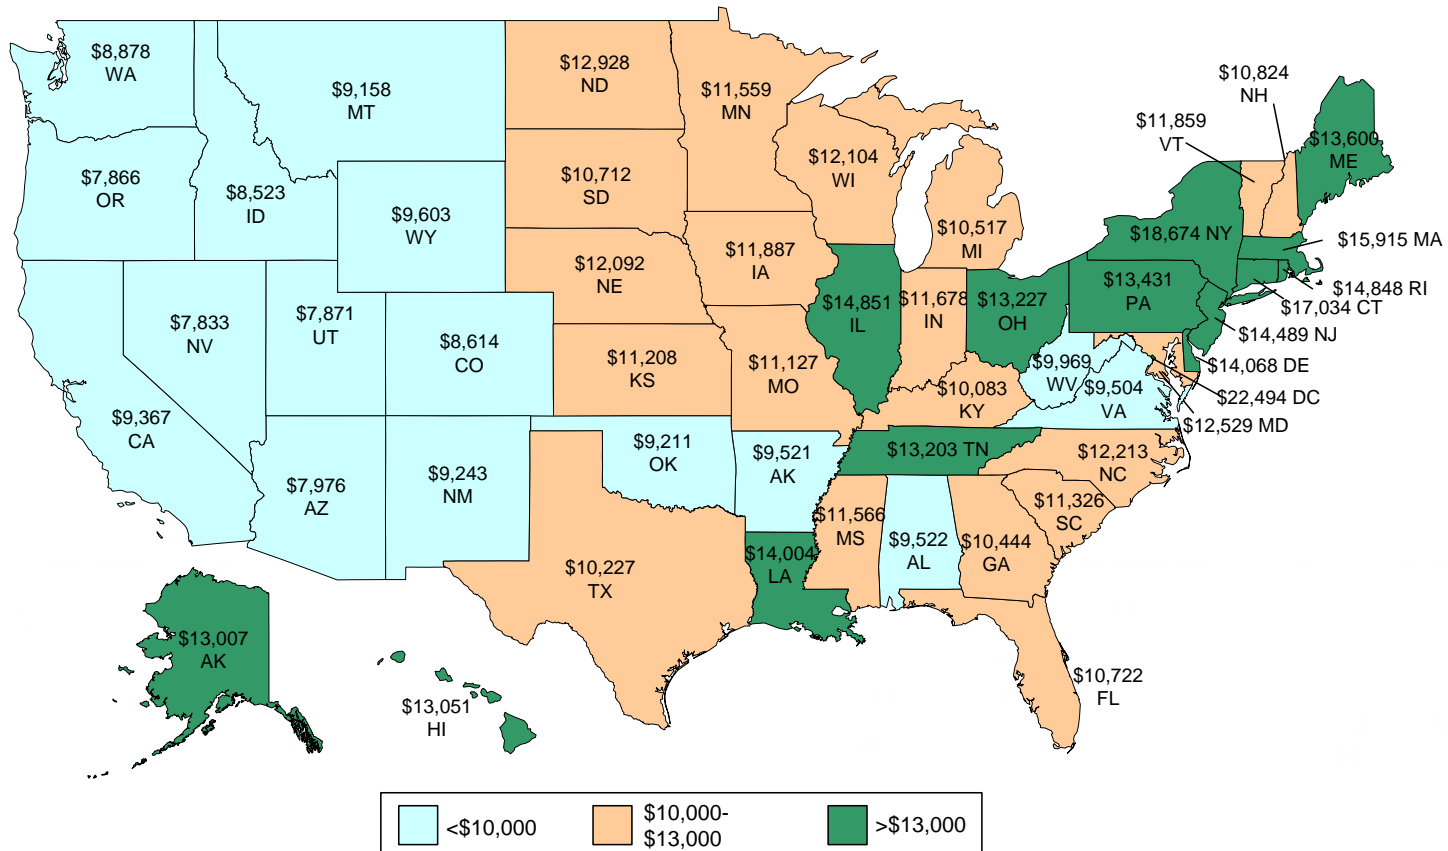 $8,878
WA
$9,158
MT
$12,928
ND
$11,559
MN
$10,824
NH
$11,859
VT
$13,600
ME
$7,866
OR
$8,523
ID
$9,603
WY
$10,712
SD
$12,104
WI
$10,517
MI
$18,674 NY
$15,915 MA
$14,848 RI
$17,034 CT
$14,489 NJ
$14,068 DE
$22,494 DC
$12,529 MD
$7,833
NV
$7,871
UT
$8,614
CO
$12,092
NE
$11,887
IA
$14,851
IL
$11,678
IN
$13,227
OH
$13,431
PA
$9,367
CA
$11,208
KS
$11,127
MO
$10,083
KY
$9,969
WV
$9,504
VA
$7,976
AZ
$9,243
NM
$9,211
OK
$9,521
AK
$13,203 TN
$12,213
NC
$11,326
SC
$10,227
TX
$14,004
LA
$11,566
MS
$9,522
AL
$10,444
GA
$10,722
FL
$13,007
AK
$13,051
HI
<$10,000
$10,000-
$13,000
>$13,000